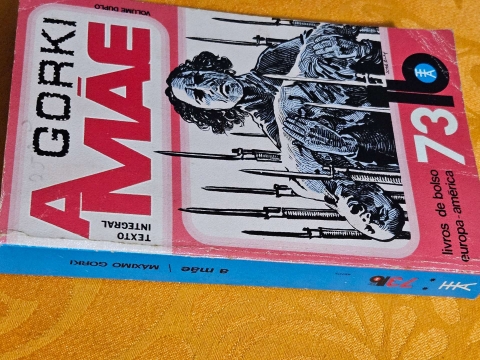 VOLUME DUPLO
GORKI
A MÃE
TEXTO
INTEGRAL
73
livros de bolso
europa-américa
a mãe \ MÁXIMO GORKI
73b